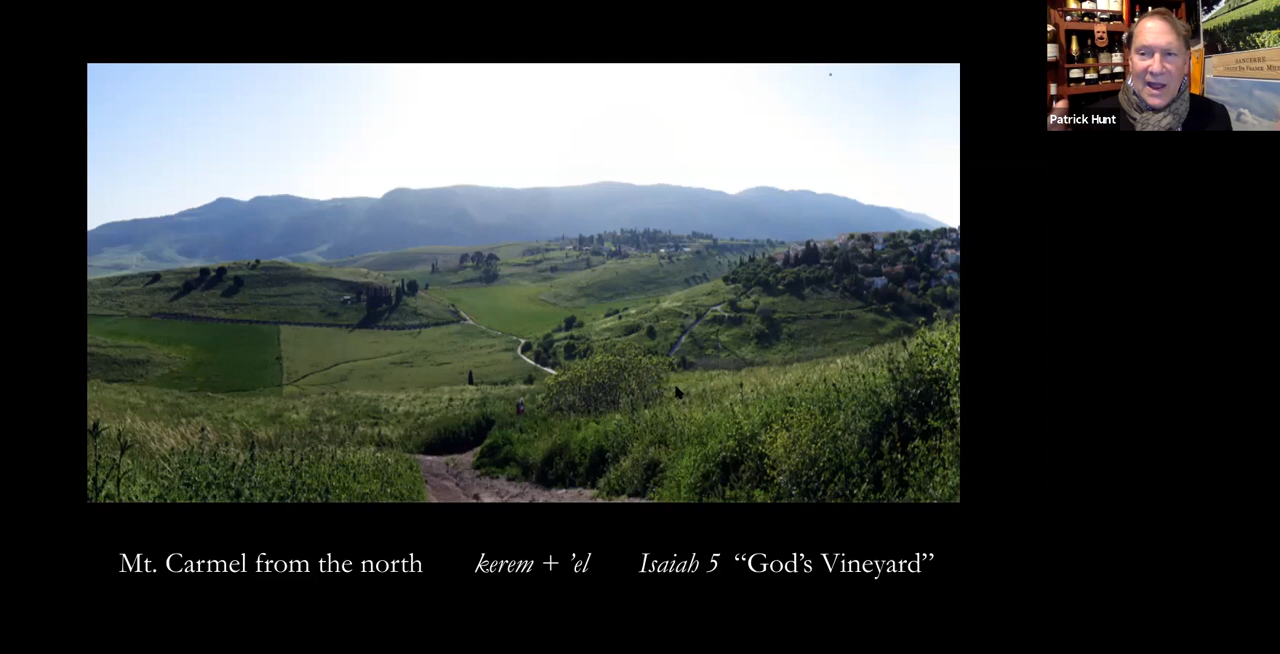 SANCERRE
Patrick Hunt
Mt. Carmel from the north kerem + ’el Isaiah 5 “God’s Vineyard”